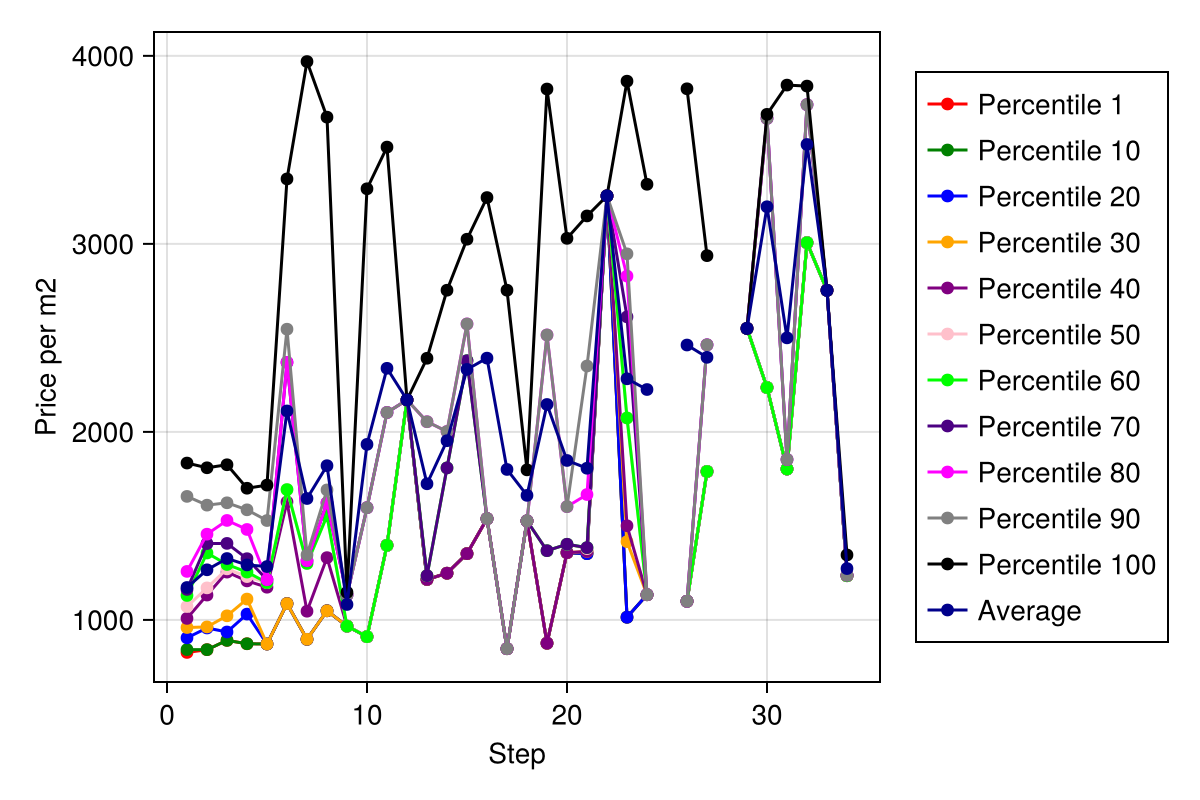 4000
3000
2000
1000
Price per m2
0 10 20 30
Step
Percentile 1
Percentile 10
Percentile 20
Percentile 30
Percentile 40
Percentile 50
Percentile 60
Percentile 70
Percentile 80
Percentile 90
Percentile 100
Average